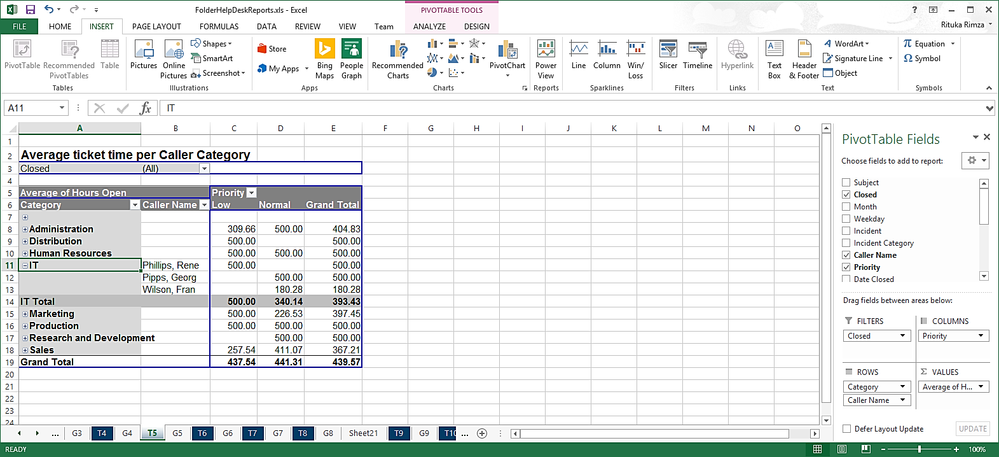 FolderHelpDeskReports.xls - Excel
PIVOTTABLE TOOLS
?
FILE HOME INSERT PAGE LAYOUT FORMULAS DATA REVIEW VIEW Team ANALYZE DESIGN
Rituka Rimza
PivotTable
Recommended
PivotTables
Table
Tables
Pictures
Online
Pictures
Shapes
SmartArt
Screenshot
Illustrations
Store
My Apps
Bing
Maps
People
Graph
Apps
Recommended
Charts
PivotChart
Charts
Power
View
Reports
Line
Column
Win/
Loss
Sparklines
Slicer
Timeline
Filters
Hyperlink
Links
Text
Box
Header
& Footer
WordArt
Signature Line
Object
Text
π Equation
Ω Symbol
Symbols
A11
fx
IT
A B C D E F G H I J K L M N O
1
2 Average ticket time per Caller Category
3 Closed (All)
4
5 Average of Hours Open Priority
6 Category Caller Name Low Normal Grand Total
7
8 Administration 309.66 500.00 404.83
9 Distribution 500.00 500.00
10 Human Resources 500.00 500.00 500.00
11 IT Phillips, Rene 500.00 500.00
12 Pipps, Georg 500.00 500.00
13 Wilson, Fran 180.28 180.28
14 IT Total 500.00 340.14 393.43
15 Marketing 500.00 226.53 397.45
16 Production 500.00 500.00 500.00
17 Research and Development 500.00 500.00
18 Sales 257.54 411.07 367.21
19 Grand Total 437.54 441.31 439.57
20
21
22
23
24
PivotTable Fields
Choose fields to add to report:
Subject
Closed
Month
Weekday
Incident
Incident Category
Caller Name
Priority
Date Closed
Drag fields between areas below:
FILTERS
Closed
COLUMNS
Priority
ROWS
Category
Caller Name
Σ VALUES
Average of H...
Defer Layout Update
UPDATE
... G3 T4 G4 T5 G5 T6 G6 T7 G7 T8 G8 Sheet21 T9 G9 T10 ...
READY
100%